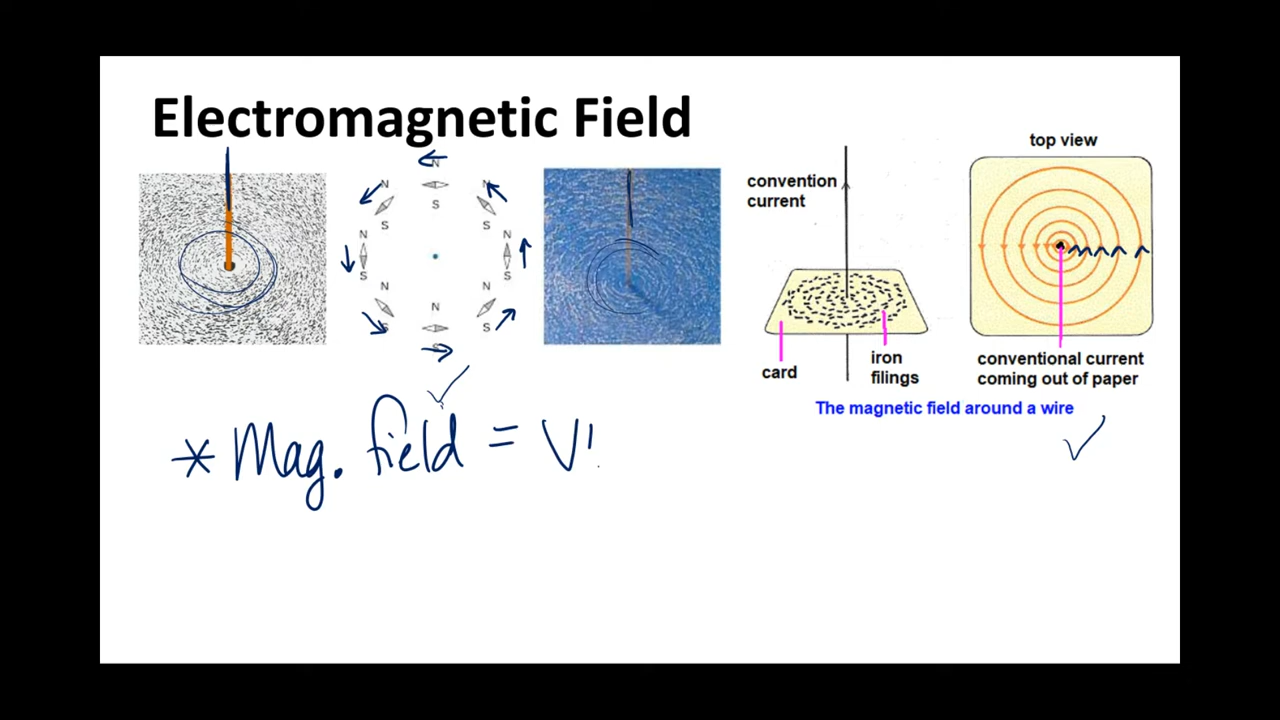 Electromagnetic Field
N
S
N
S
N
S
N
S
N
S
N
S
N
S
N
S
convention
current
card
iron
filings
top view
conventional current
coming out of paper
The magnetic field around a wire
* Mag. field =